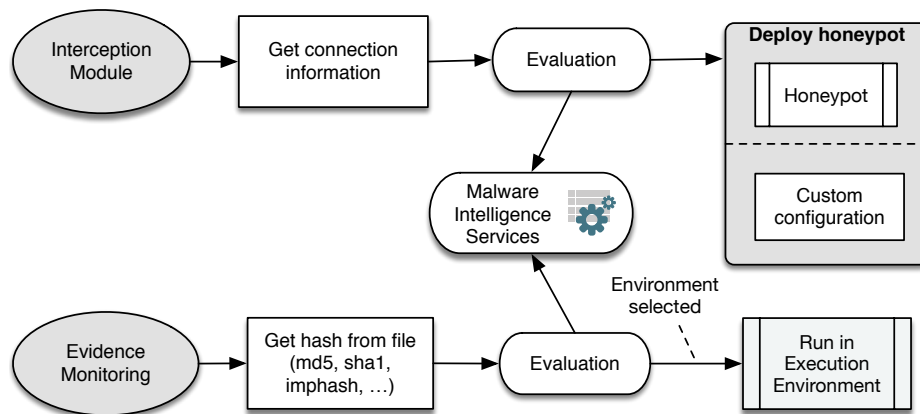 Interception
Module
Get connection
information
Evaluation
Deploy honeypot
Honeypot
Custom
configuration
Malware
Intelligence
Services
Environment
selected
Evidence
Monitoring
Get hash from file
(md5, sha1,
imphash, …)
Evaluation
Run in
Execution
Environment